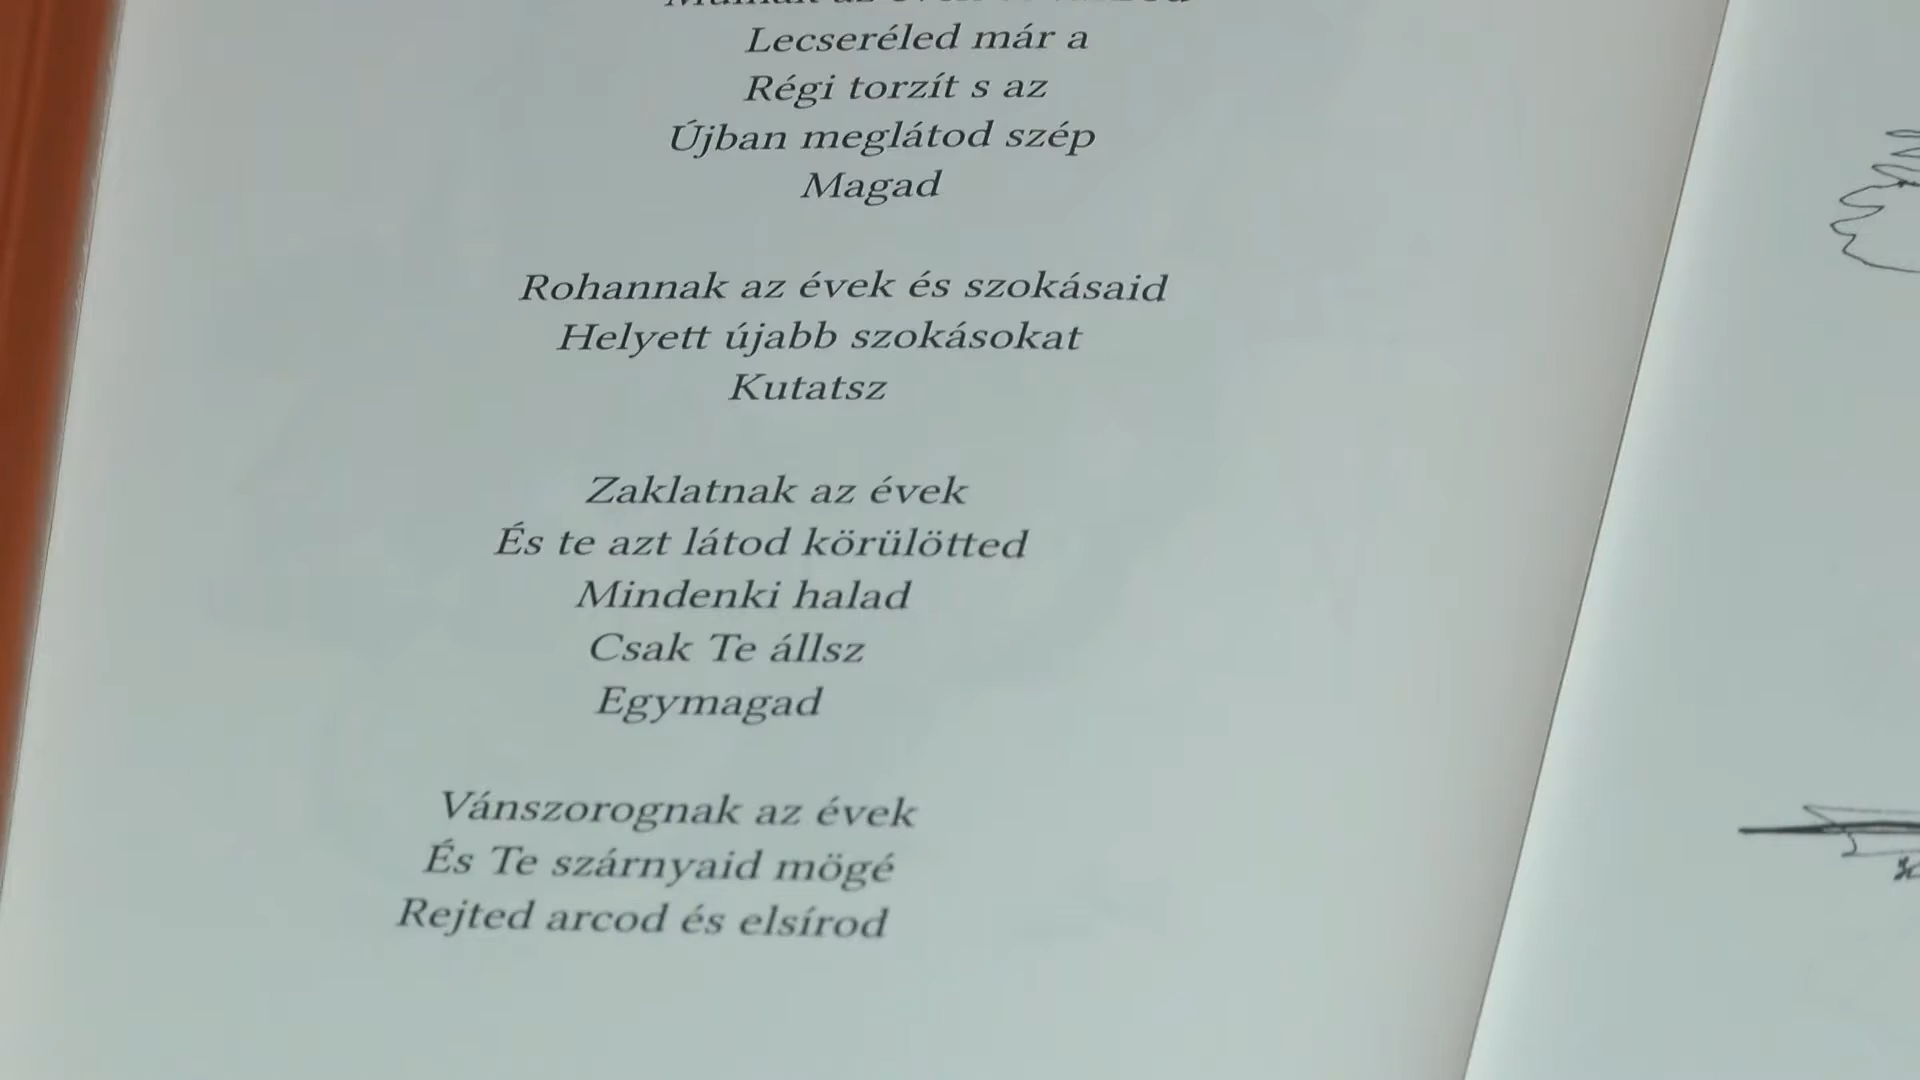 az évek
Lecseréled már a
Régi torzít s az
Újban meglátod szép
Magad
Rohannak az évek és szokásaid
Helyett újabb szokásokat
Kutatsz
Zaklatnak az évek
És te azt látod körülötted
Mindenki halad
Csak Te állsz
Egymagad
Vánszorognak az évek
És Te szárnyaid mögé
Rejted arcod és elsírod